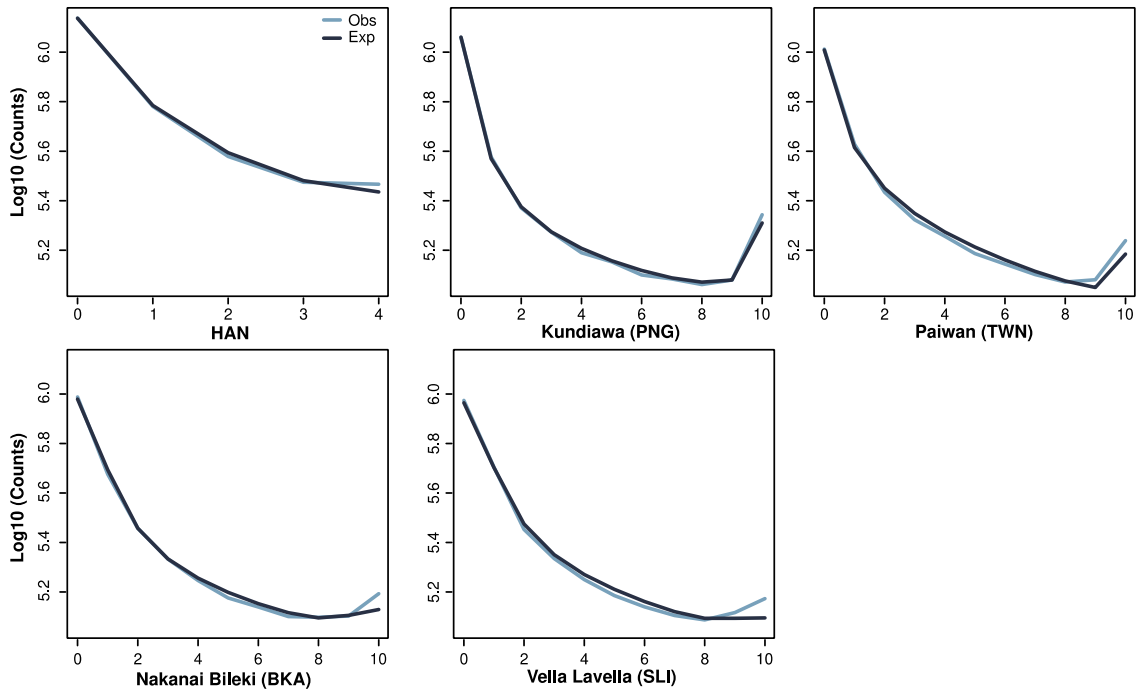 Obs
Exp
Log10 (Counts)
6.0
5.8
5.6
5.4
5.2
0 1 2 3 4
HAN
6.0
5.8
5.6
5.4
5.2
0 2 4 6 8 10
Kundiawa (PNG)
6.0
5.8
5.6
5.4
5.2
0 2 4 6 8 10
Paiwan (TWN)
Log10 (Counts)
6.0
5.8
5.6
5.4
5.2
0 2 4 6 8 10
Nakanai Bileki (BKA)
6.0
5.8
5.6
5.4
5.2
0 2 4 6 8 10
Vella Lavella (SLI)